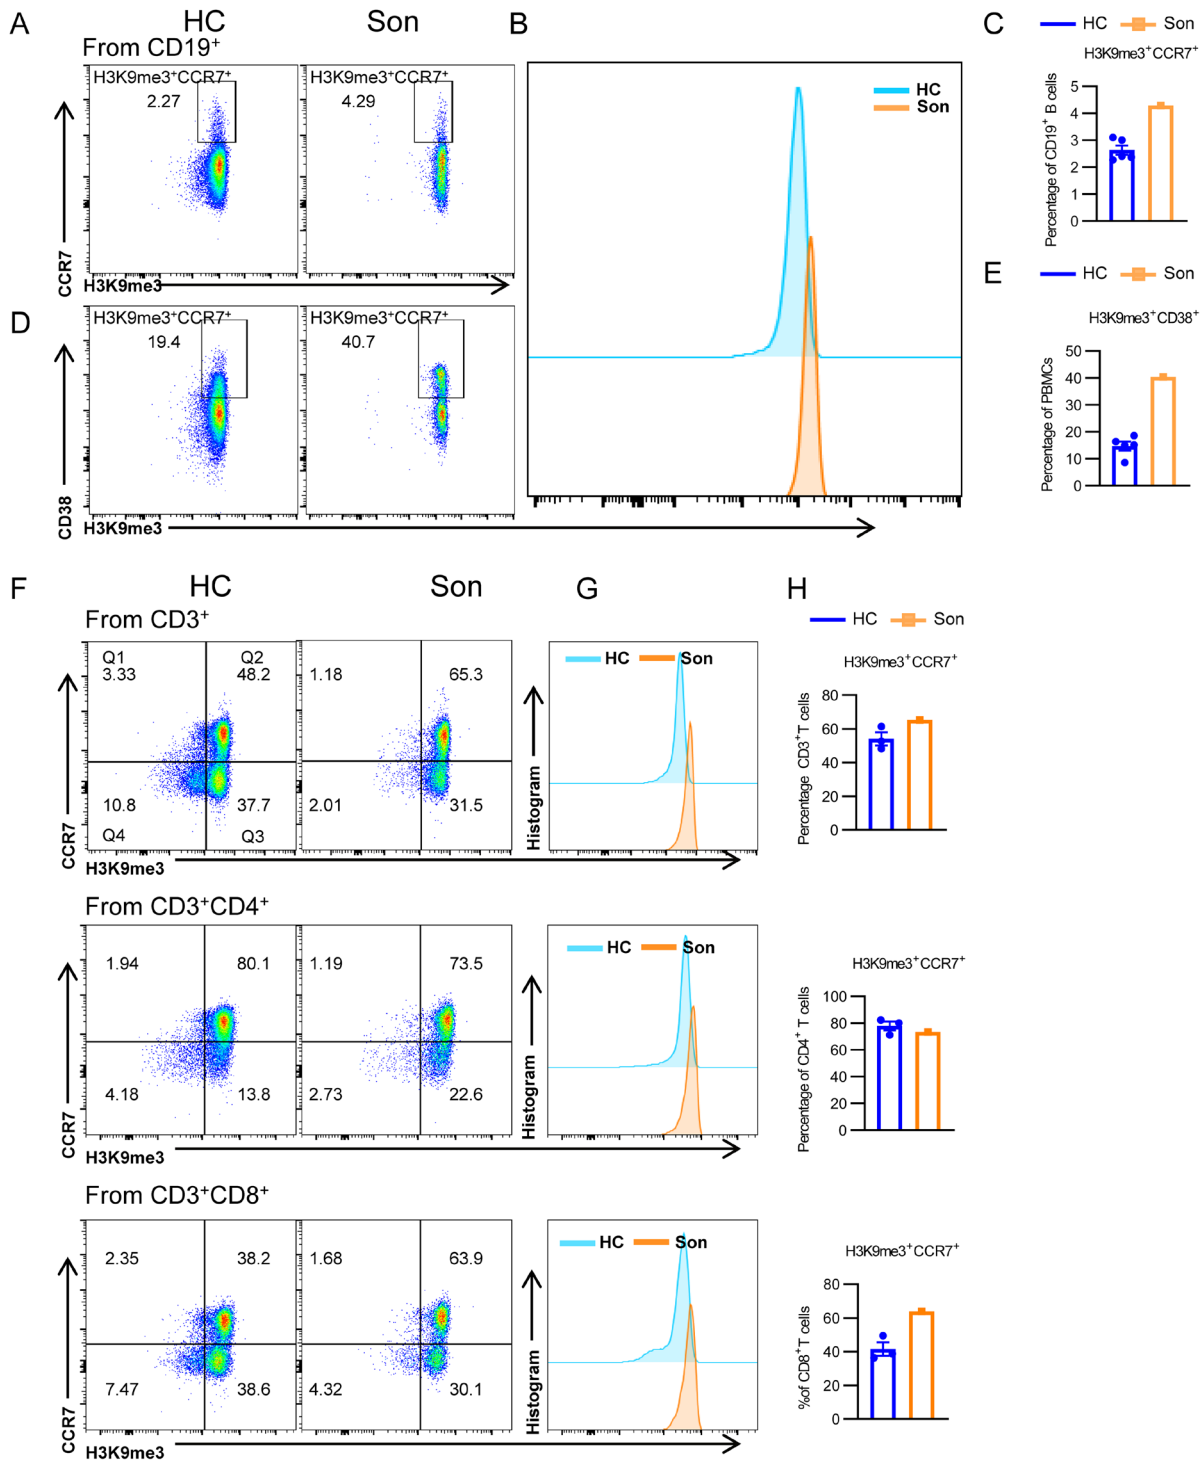 A
HC
Son
B
C
HC
Son
From CD19+
H3K9me3+CCR7+
2.27
H3K9me3+CCR7+
4.29
CCR7
H3K9me3
HC
Son
H3K9me3+CCR7+
Percentage of CD19+ B cells
5
4
3
2
1
0
D
H3K9me3+CCR7+
19.4
H3K9me3+CCR7+
40.7
CD38
H3K9me3
E
HC
Son
H3K9me3+CD38+
Percentage of PBMCs
50
40
30
20
10
0
F
HC
Son
G
H
HC
Son
From CD3+
Q1
3.33
Q2
48.2
10.8
Q4
37.7
Q3
1.18
65.3
2.01
31.5
CCR7
H3K9me3
HC
Son
Histogram
H3K9me3+CCR7+
Percentage CD3+T cells
80
60
40
20
0
From CD3+CD4+
1.94
80.1
4.18
13.8
1.19
73.5
2.73
22.6
CCR7
H3K9me3
HC
Son
Histogram
H3K9me3+CCR7+
Percentage of CD4+ T cells
100
80
60
40
20
0
From CD3+CD8+
2.35
38.2
7.47
38.6
1.68
63.9
4.32
30.1
CCR7
H3K9me3
HC
Son
Histogram
H3K9me3+CCR7+
%of CD8+T cells
80
60
40
20
0